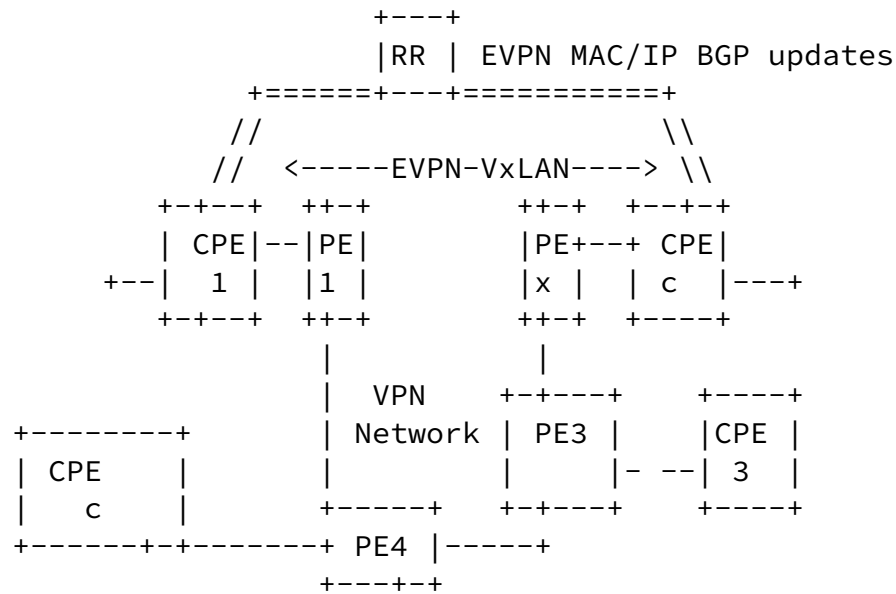 +---+
|RR | EVPN MAC/IP BGP updates
+======+---+===========+
// \\
// <-----EVPN-VxLAN----> \\
+-+--+ ++-+ ++-+ +--+-+
| CPE|--|PE| |PE+--+ CPE|
+--| 1 | |1 | |x | | c |---+
+-+--+ ++-+ ++-+ +----+
| |
| VPN +-+---+ +----+
+--------+ | Network | PE3 | |CPE |
| CPE | | | |- --| 3 |
| c | +-----+ +-+---+ +----+
+------+-+-------+ PE4 |-----+
+---+-+